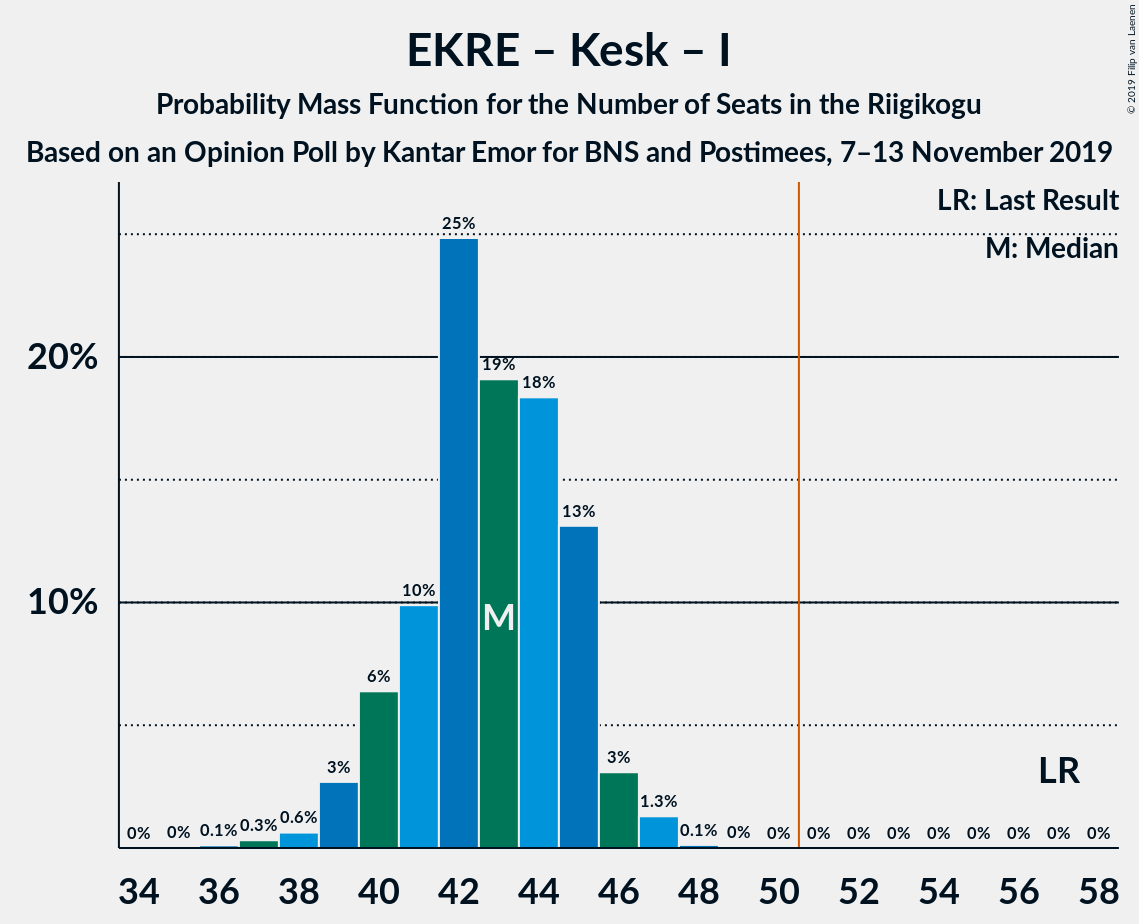 EKRE – Kesk – I
Probability Mass Function for the Number of Seats in the Riigikogu
Based on an Opinion Poll by Kantar Emor for BNS and Postimees, 7–13 November 2019
© 2019 Filip van Laenen
LR: Last Result
M: Median
20%
10%
0% 0% 0.1% 0.3% 0.6% 3% 6% 10% 25% 19% 18% 13% 3% 1.3% 0.1% 0% 0% 0% 0% 0% 0% 0% 0% 0% 0%
M
LR
34 36 38 40 42 44 46 48 50 52 54 56 58